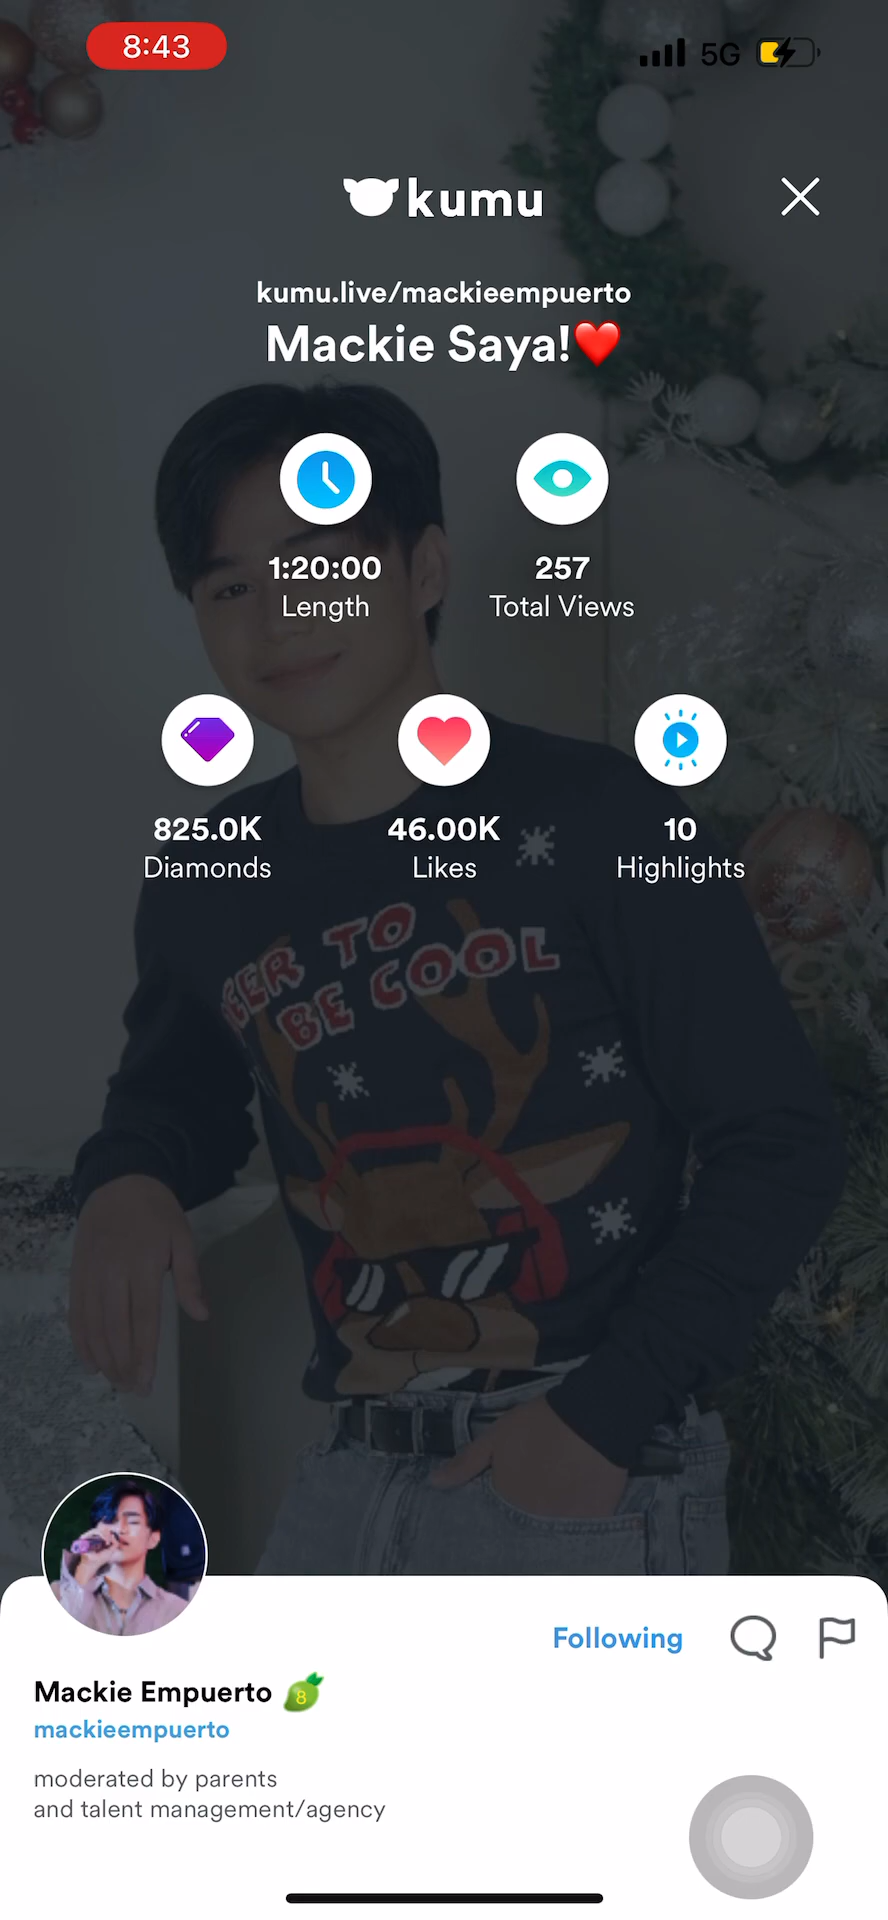 8:43
5G
kumu
kumu.live/mackieempuerto
Mackie Saya!❤️
1:20:00
Length
257
Total Views
825.0K
Diamonds
46.00K
Likes
10
Highlights
TO
BE COOL
Following
Mackie Empuerto
8
mackieempuerto
moderated by parents
and talent management/agency